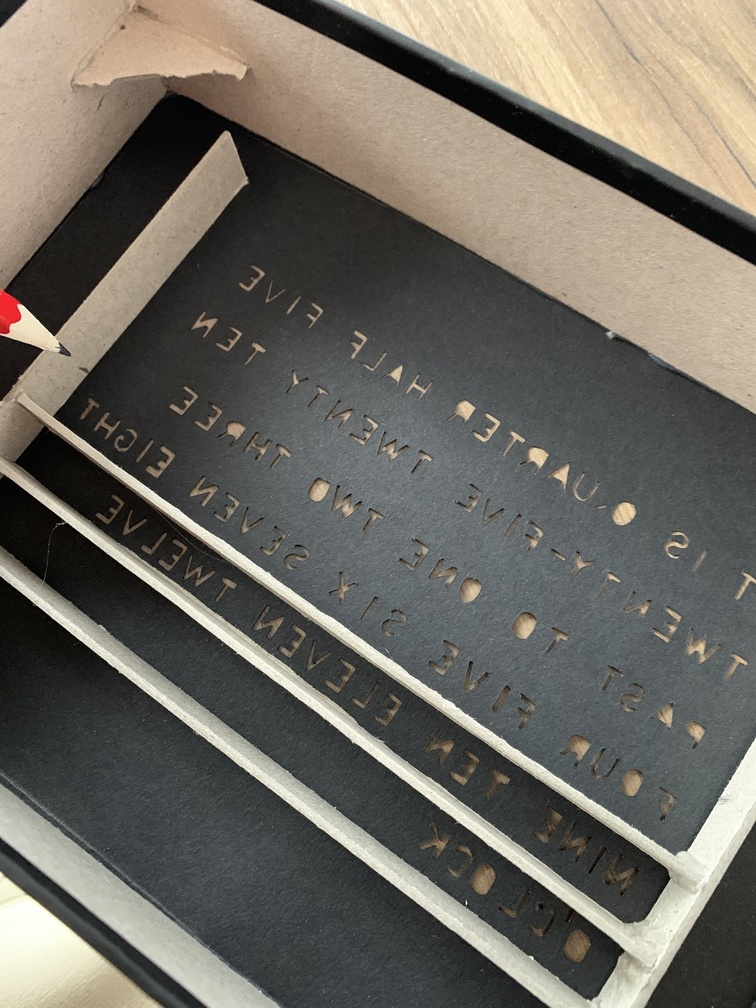 IS QUARTER HALF FIVE
TWENTY-FIVE TWENTY TEN
PAST TO ONE TWO THREE
FOUR FIVE SIX SEVEN EIGHT
NINE TEN ELEVEN TWELVE
OCLOCK